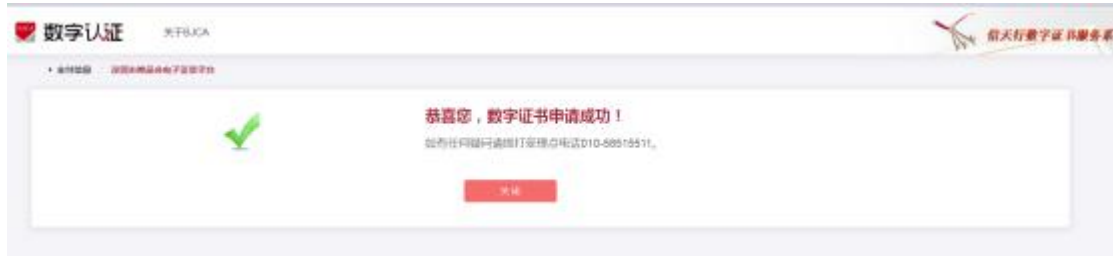 数字认证
关于BJCA
信天行数字证书服务系
恭喜您，数字证书申请成功！
如有任何疑问请拨打受理点电话010-58515511。
关闭